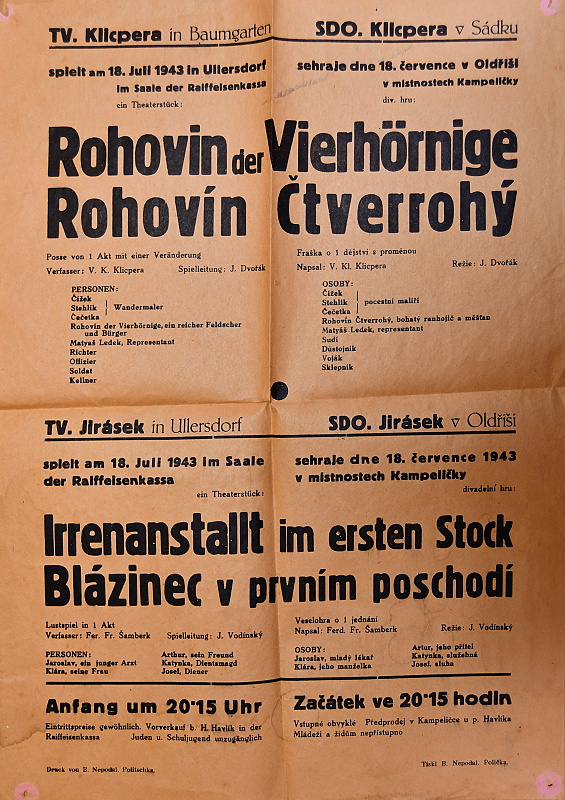 TV. Klicpera in Baumgarten
SDO. Klicpera v Sádku
spielt am 18. Juli 1943 in Ullersdorf
im Saale der Raiffeisenkassa
ein Theaterstück:
sehraje dne 18. července v Oldřiši
v místnostech Kampeličky
div. hru:
Rohovin der Vierhörnige
Rohovín Čtverrohý
Posse von 1 Akt mit einer Veränderung
Verfasser: V. K. Klicpera Spielleitung: J. Dvořák
PERSONEN:
Čížek
Stehlík Wandermaler
Čečetka
Rohovin der Vierhörnige, ein reicher Feldscher
und Bürger
Matyaš Ledek, Representant
Richter
Offizier
Soldat
Kellner
Fraška o 1 dějství s proměnou
Napsal: V. Kl. Klicpera Režie: J. Dvořák
OSOBY:
Čížek
Stehlík pocestní malíři
Čečetka
Rohovín Čtverrohý, bohatý ranhojič a měšťan
Matyáš Ledek, representant
Sudí
Důstojník
Voják
Sklepník
TV. Jirásek in Ullersdorf
SDO. Jirásek v Oldřiši
spielt am 18. Juli 1943 im Saale
der Raiffeisenkassa
ein Theaterstück:
sehraje dne 18. července 1943
v místnostech Kampeličky
divadelní hru:
Irrenanstallt im ersten Stock
Blázinec v prvním poschodí
Lustspiel in 1 Akt
Verfasser: Fer. Fr. Šamberk Spielleitung: J. Vodínský
PERSONEN:
Jaroslav, ein junger Arzt
Klára, seine Frau
Arthur, sein Freund
Katynka, Dienstmagd
Josef, Diener
Veselohra o 1 jednání
Napsal: Ferd. Fr. Šamberk Režie: J. Vodínský
OSOBY:
Jaroslav, mladý lékař
Klára, jeho manželka
Artur, jeho přítel
Katynka, služebná
Josef, sluha
Anfang um 20·15 Uhr
Eintrittspreise gewöhnlich. Vorverkauf b. H. Havlík in der
Raiffeisenkassa Juden u. Schuljugend unzugänglich
Začátek ve 20·15 hodin
Vstupné obvyklé Předprodej v Kampeličce u p. Havlíka
Mládeži a židům nepřístupno
Druck von B. Nepodal, Politschka.
Tiskl B. Nepodal, Polička.